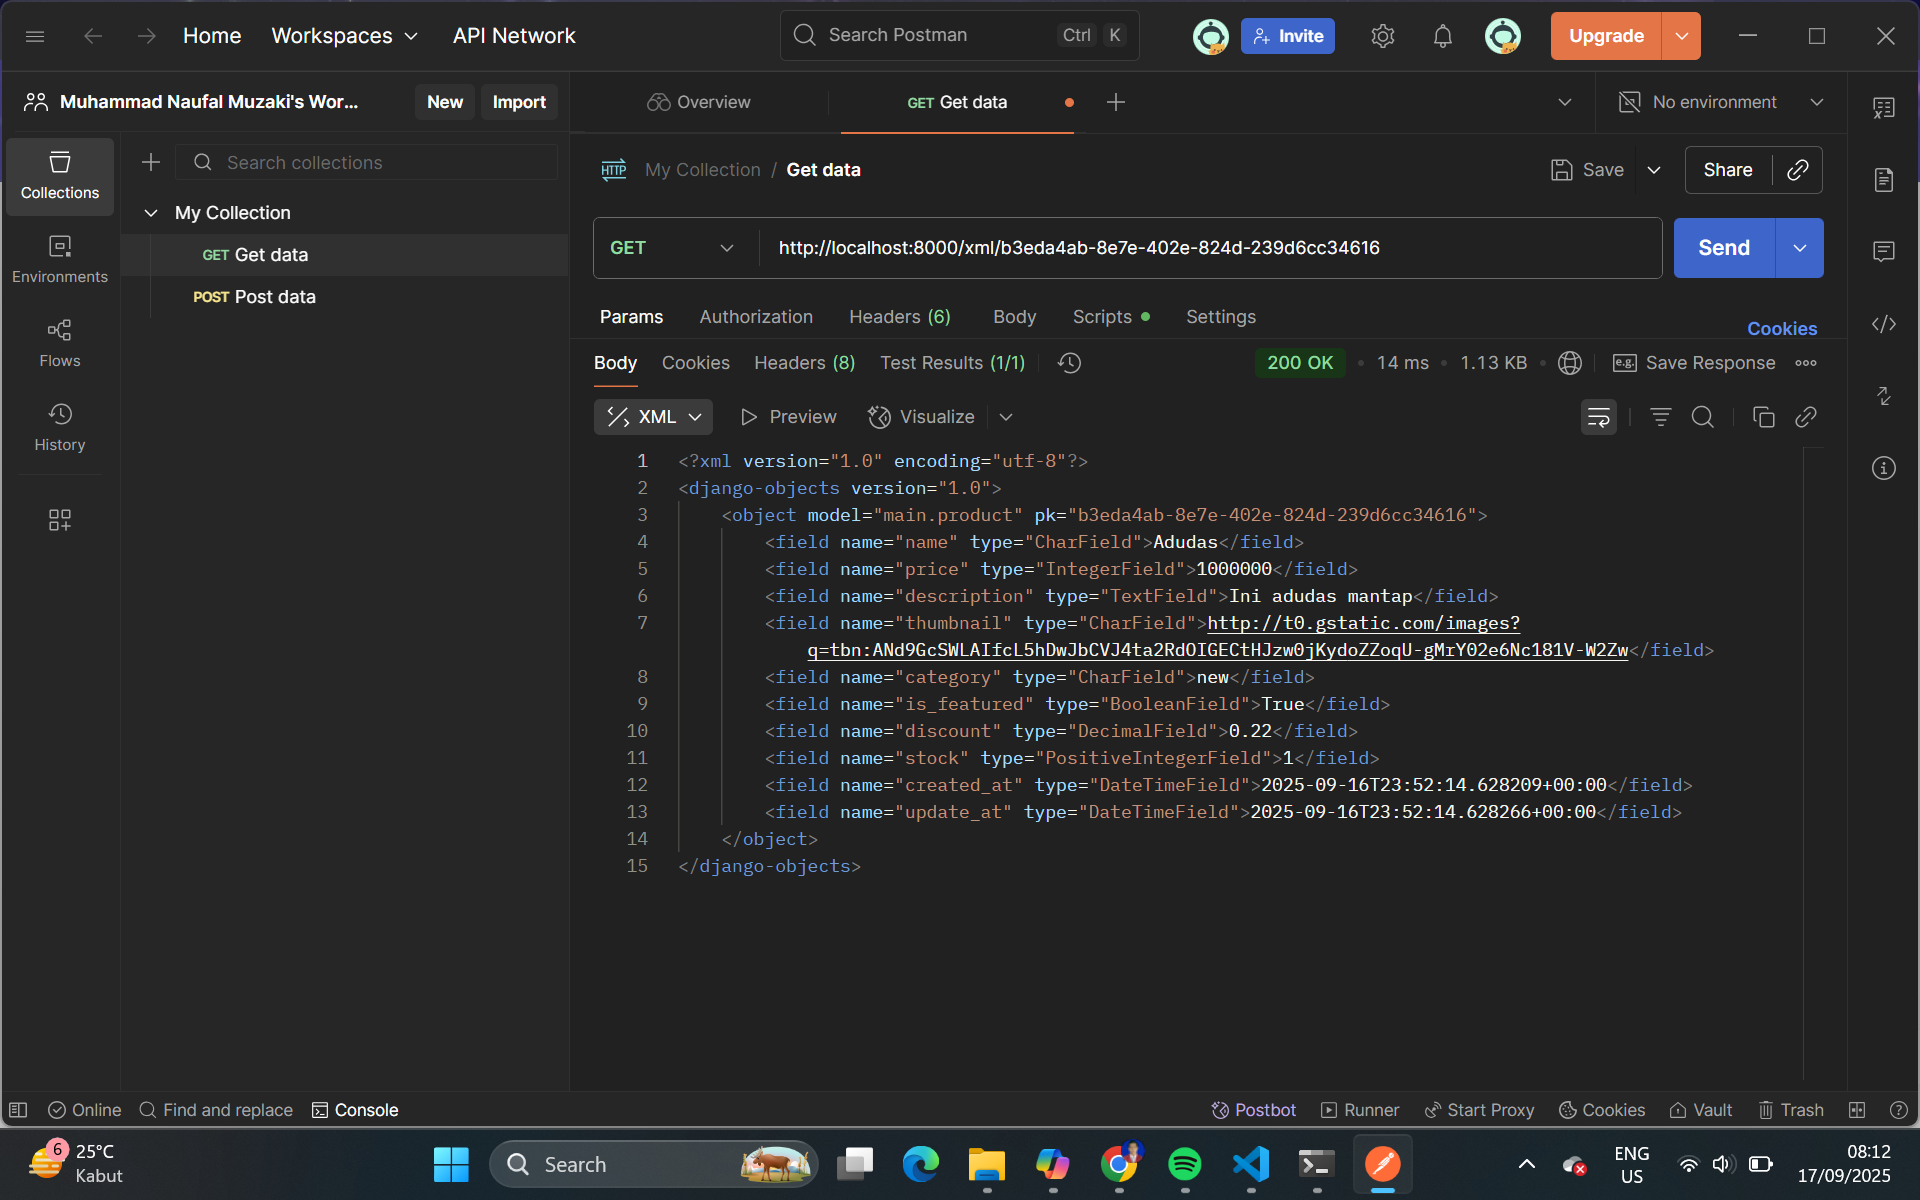 Home Workspaces API Network Search Postman Ctrl K Invite Upgrade
Muhammad Naufal Muzaki's Wor... New Import
Overview GET Get data No environment
Collections
Environments
Flows
History
Search collections
My Collection
GET Get data
POST Post data
HTTP My Collection / Get data Save Share
GET http://localhost:8000/xml/b3eda4ab-8e7e-402e-824d-239d6cc34616 Send
Params Authorization Headers (6) Body Scripts Settings Cookies
Body Cookies Headers (8) Test Results (1/1) 200 OK • 14 ms • 1.13 KB • e.g. Save Response
XML Preview Visualize
1 <?xml version="1.0" encoding="utf-8"?>
2 <django-objects version="1.0">
3 <object model="main.product" pk="b3eda4ab-8e7e-402e-824d-239d6cc34616">
4 <field name="name" type="CharField">Adudas</field>
5 <field name="price" type="IntegerField">1000000</field>
6 <field name="description" type="TextField">Ini adudas mantap</field>
7 <field name="thumbnail" type="CharField">http://t0.gstatic.com/images?
q=tbn:ANd9GcSWLAIfcL5hDwJbCVJ4ta2RdOIGECtHJzw0jKydoZZoqU-gMrY02e6Nc181V-W2Zw</field>
8 <field name="category" type="CharField">new</field>
9 <field name="is_featured" type="BooleanField">True</field>
10 <field name="discount" type="DecimalField">0.22</field>
11 <field name="stock" type="PositiveIntegerField">1</field>
12 <field name="created_at" type="DateTimeField">2025-09-16T23:52:14.628209+00:00</field>
13 <field name="update_at" type="DateTimeField">2025-09-16T23:52:14.628266+00:00</field>
14 </object>
15 </django-objects>
Online Find and replace Console Postbot Runner Start Proxy Cookies Vault Trash
6 25°C
Kabut
Search
ENG
US
08:12
17/09/2025